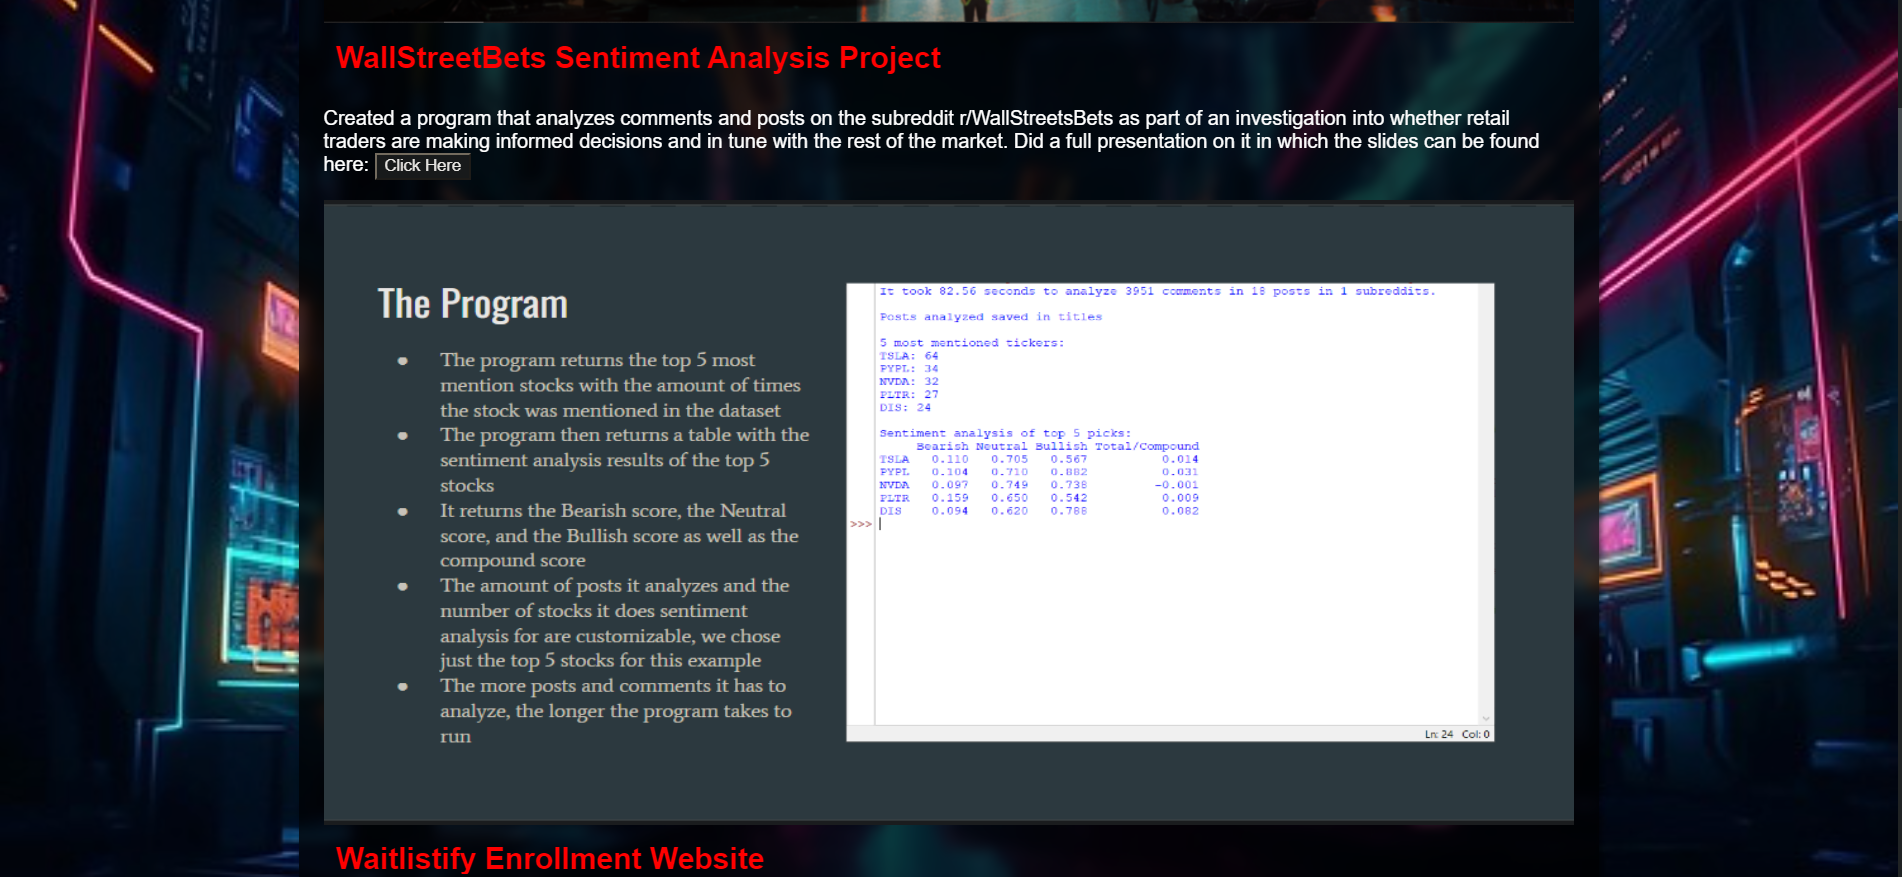 WallStreetBets Sentiment Analysis Project
Created a program that analyzes comments and posts on the subreddit r/WallStreetsBets as part of an investigation into whether retail
traders are making informed decisions and in tune with the rest of the market. Did a full presentation on it in which the slides can be found
here: Click Here
The Program
● The program returns the top 5 most
mention stocks with the amount of times
the stock was mentioned in the dataset
● The program then returns a table with the
sentiment analysis results of the top 5
stocks
● It returns the Bearish score, the Neutral
score, and the Bullish score as well as the
compound score
● The amount of posts it analyzes and the
number of stocks it does sentiment
analysis for are customizable, we chose
just the top 5 stocks for this example
● The more posts and comments it has to
analyze, the longer the program takes to
run
It took 82.56 seconds to analyze 3951 comments in 18 posts in 1 subreddits.
Posts analyzed saved in titles
5 most mentioned tickers:
TSLA: 64
PYPL: 34
NVDA: 32
PLTR: 27
DIS: 24
Sentiment analysis of top 5 picks:
Bearish Neutral Bullish Total/Compound
TSLA 0.110 0.705 0.567 0.014
PYPL 0.104 0.710 0.882 0.031
NVDA 0.097 0.749 0.738 -0.001
PLTR 0.159 0.650 0.542 0.009
DIS 0.094 0.620 0.788 0.082
>>>
Ln: 24 Col: 0
Waitlistify Enrollment Website